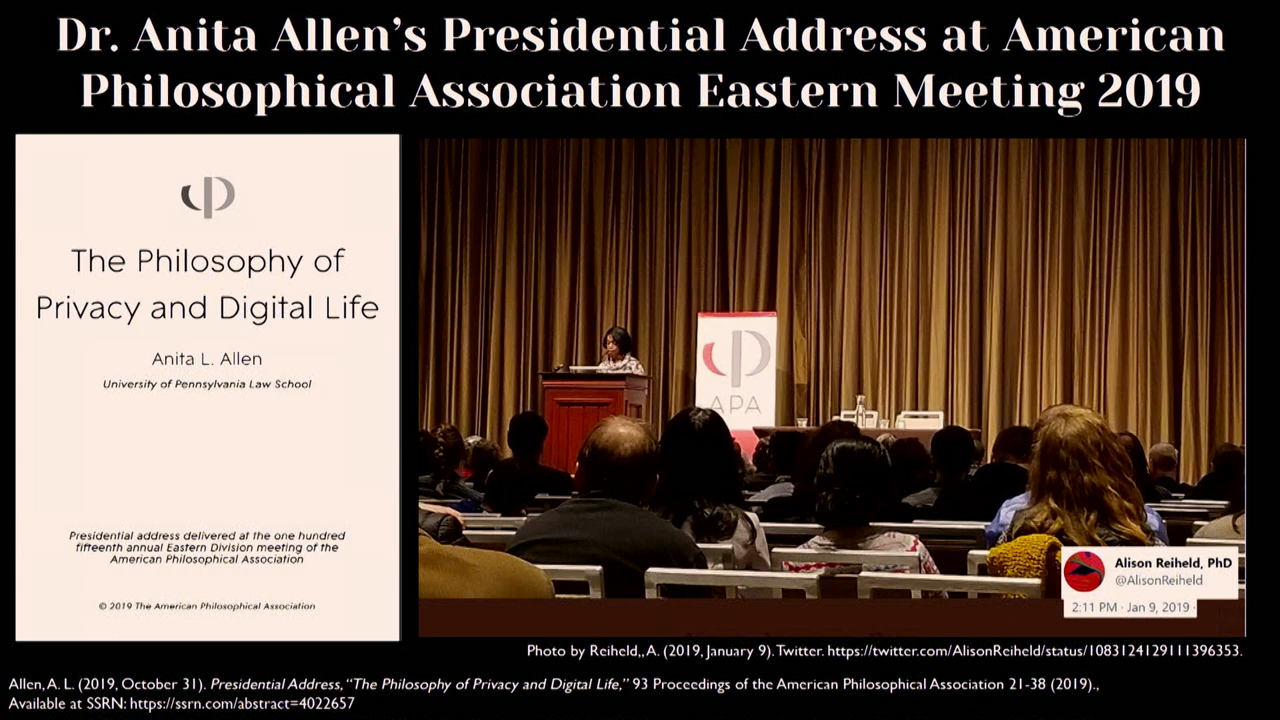 Dr. Anita Allen’s Presidential Address at American
Philosophical Association Eastern Meeting 2019
The Philosophy of
Privacy and Digital Life
Anita L. Allen
University of Pennsylvania Law School
Presidential address delivered at the one hundred
fifteenth annual Eastern Division meeting of the
American Philosophical Association
© 2019 The American Philosophical Association
APA
Alison Reiheld, PhD
@AlisonReiheld
2:11 PM · Jan 9, 2019 ·
Photo by Reiheld,, A. (2019, January 9). Twitter. https://twitter.com/AlisonReiheld/status/1083124129111396353.
Allen, A. L. (2019, October 31). Presidential Address, “The Philosophy of Privacy and Digital Life,” 93 Proceedings of the American Philosophical Association 21-38 (2019).,
Available at SSRN: https://ssrn.com/abstract=4022657